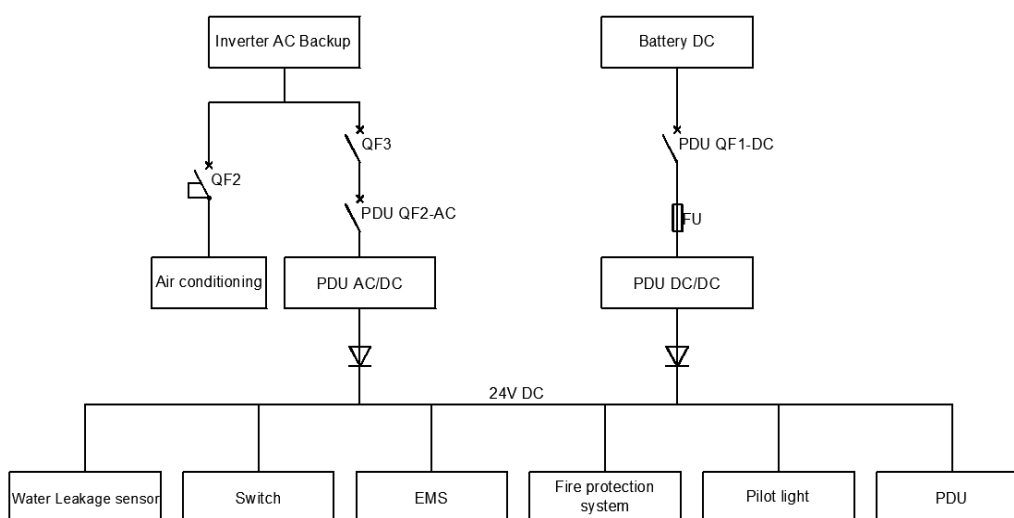 Inverter AC Backup
Battery DC
QF3
PDU QF1-DC
QF2
PDU QF2-AC
FU
Air conditioning
PDU AC/DC
PDU DC/DC
24V DC
Water Leakage sensor
Switch
EMS
Fire protection
system
Pilot light
PDU